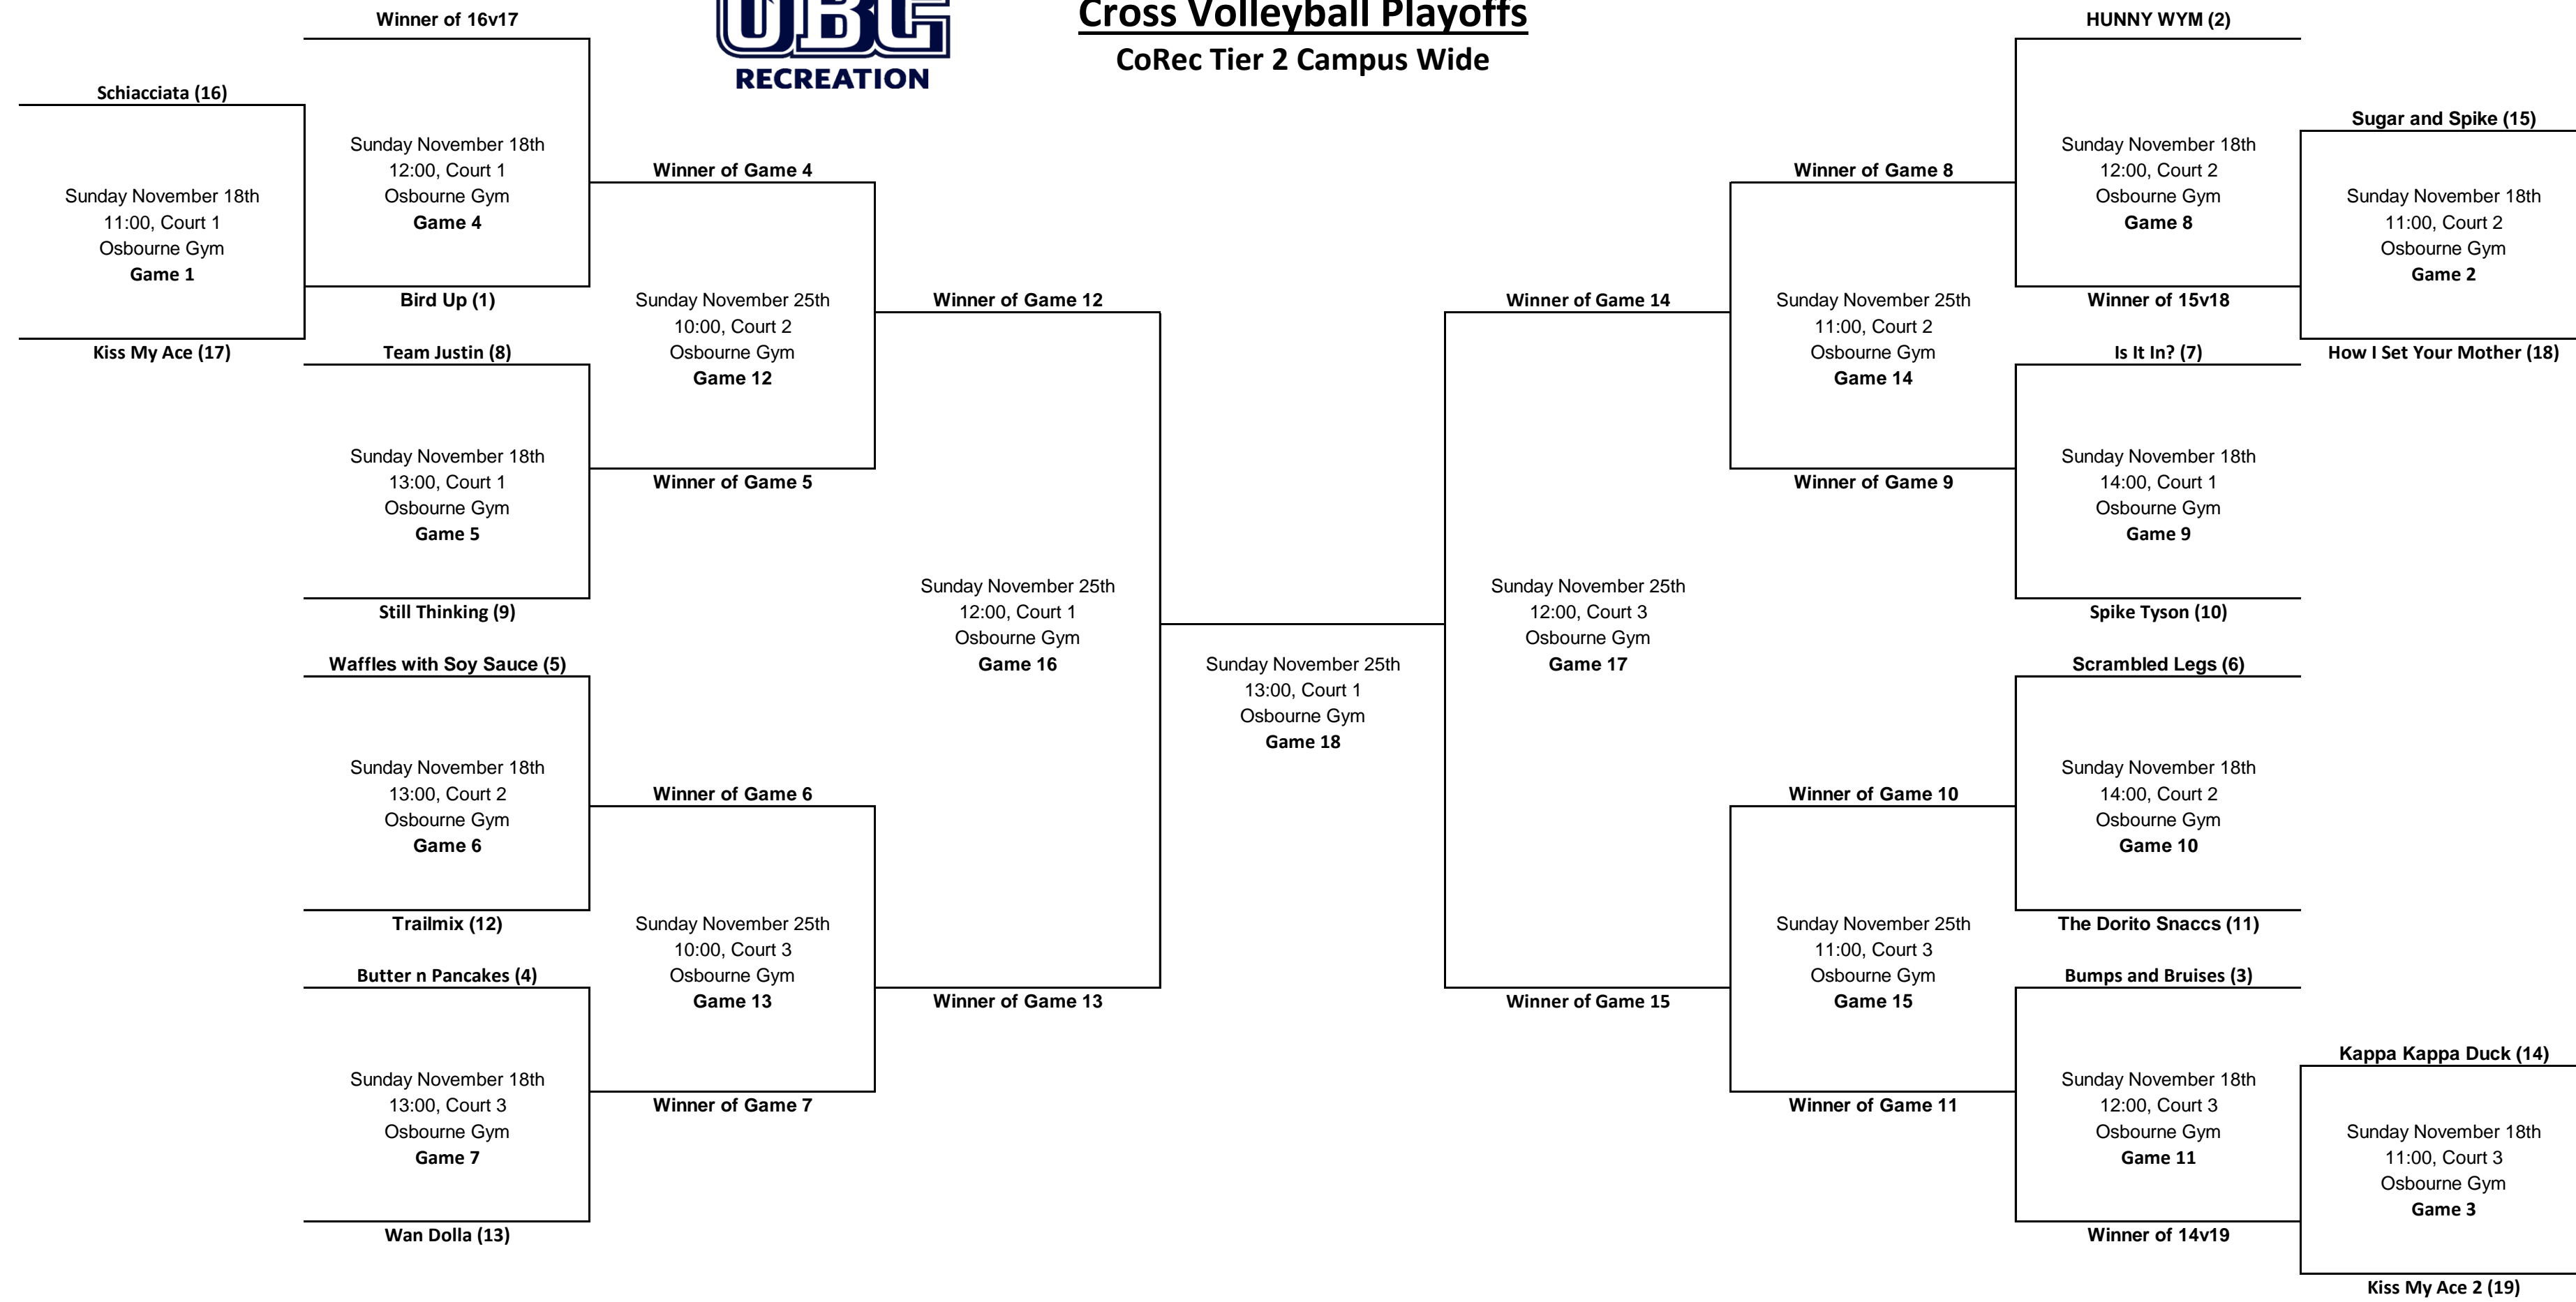 Winner of 16v17
UBC
RECREATION
Cross Volleyball Playoffs
CoRec Tier 2 Campus Wide
HUNNY WYM (2)
Schiacciata (16)
Sunday November 18th
11:00, Court 1
Osbourne Gym
Game 1
Kiss My Ace (17)
Sunday November 18th
12:00, Court 1
Osbourne Gym
Game 4
Bird Up (1)
Team Justin (8)
Sunday November 18th
13:00, Court 1
Osbourne Gym
Game 5
Still Thinking (9)
Waffles with Soy Sauce (5)
Sunday November 18th
13:00, Court 2
Osbourne Gym
Game 6
Trailmix (12)
Butter n Pancakes (4)
Sunday November 18th
13:00, Court 3
Osbourne Gym
Game 7
Wan Dolla (13)
Winner of Game 4
Sunday November 25th
10:00, Court 2
Osbourne Gym
Game 12
Winner of Game 5
Winner of Game 6
Sunday November 25th
10:00, Court 3
Osbourne Gym
Game 13
Winner of Game 7
Winner of Game 12
Sunday November 25th
12:00, Court 1
Osbourne Gym
Game 16
Winner of Game 13
Sunday November 25th
13:00, Court 1
Osbourne Gym
Game 18
Winner of Game 14
Sunday November 25th
12:00, Court 3
Osbourne Gym
Game 17
Winner of Game 15
Winner of Game 8
Sunday November 25th
11:00, Court 2
Osbourne Gym
Game 14
Winner of Game 9
Winner of Game 10
Sunday November 25th
11:00, Court 3
Osbourne Gym
Game 15
Winner of Game 11
Sunday November 18th
12:00, Court 2
Osbourne Gym
Game 8
Winner of 15v18
Is It In? (7)
Sunday November 18th
14:00, Court 1
Osbourne Gym
Game 9
Spike Tyson (10)
Scrambled Legs (6)
Sunday November 18th
14:00, Court 2
Osbourne Gym
Game 10
The Dorito Snaccs (11)
Bumps and Bruises (3)
Sunday November 18th
12:00, Court 3
Osbourne Gym
Game 11
Winner of 14v19
Sugar and Spike (15)
Sunday November 18th
11:00, Court 2
Osbourne Gym
Game 2
How I Set Your Mother (18)
Kappa Kappa Duck (14)
Sunday November 18th
11:00, Court 3
Osbourne Gym
Game 3
Kiss My Ace 2 (19)